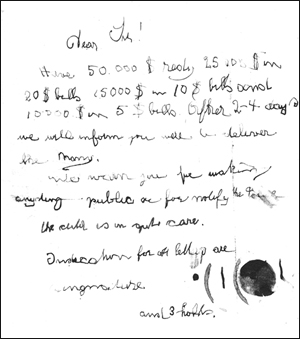 Dear Sir!
Have 50.000 $ redy 25 000 $ in
20 $ bills 15000 $ in 10 $ bills and
10000 $ in 5 $ bills. After 2-4 days
we will inform you were to deliver
the Mony.
We warn you for making
anyding public or for notify the Police
the child is in gute care.
Indication for all letters are
singnature
and 3 holds.